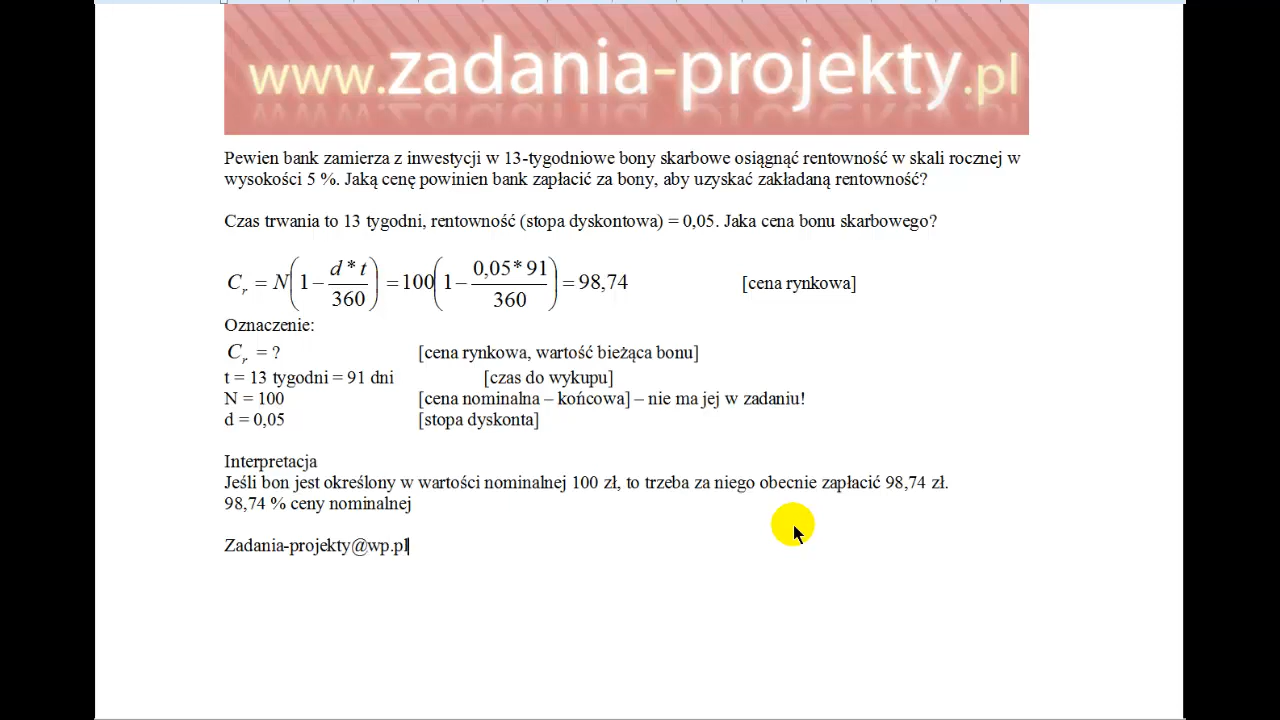 www.zadania-projekty.pl
Pewien bank zamierza z inwestycji w 13-tygodniowe bony skarbowe osiągnąć rentowność w skali rocznej w
wysokości 5 %. Jaką cenę powinien bank zapłacić za bony, aby uzyskać zakładaną rentowność?
Czas trwania to 13 tygodni, rentowność (stopa dyskontowa) = 0,05. Jaka cena bonu skarbowego?
C_r = N(1 − d * t / 360) = 100(1 − 0,05 * 91 / 360) = 98,74 [cena rynkowa]
Oznaczenie:
C_r = ? [cena rynkowa, wartość bieżąca bonu]
t = 13 tygodni = 91 dni [czas do wykupu]
N = 100 [cena nominalna – końcowa] – nie ma jej w zadaniu!
d = 0,05 [stopa dyskonta]
Interpretacja
Jeśli bon jest określony w wartości nominalnej 100 zł, to trzeba za niego obecnie zapłacić 98,74 zł.
98,74 % ceny nominalnej
Zadania-projekty@wp.pl